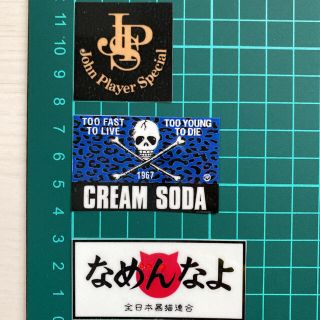 JPS
John Player Special
TOO FAST TO LIVE
TOO YOUNG TO DIE
1967
CREAM SODA
®
なめんなよ
全日本暴猫連合
11
10
9
8
7
6
5
4
3
2
1
0